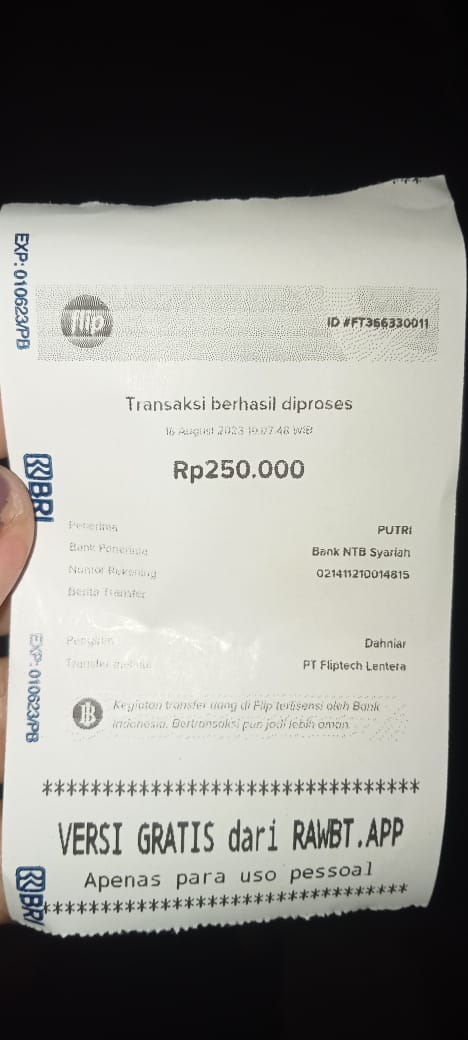 EXP: 010623/PB
flip
ID #FT366330011
Transaksi berhasil diproses
16 August 2023 19:07:48 WIB
Rp250.000
Penerima PUTRI
Bank Penerima Bank NTB Syariah
Nomor Rekening 021411210014815
Berita Transfer
Pengirim Dahniar
Transfer melalui PT Fliptech Lentera
Kegiatan transfer uang di Flip terlisensi oleh Bank
Indonesia. Bertransaksi pun jadi lebih aman.
BRI
EXP: 010623/PB
*******************************
VERSI GRATIS dari RAWBT.APP
Apenas para uso pessoal
*******************************
BRI